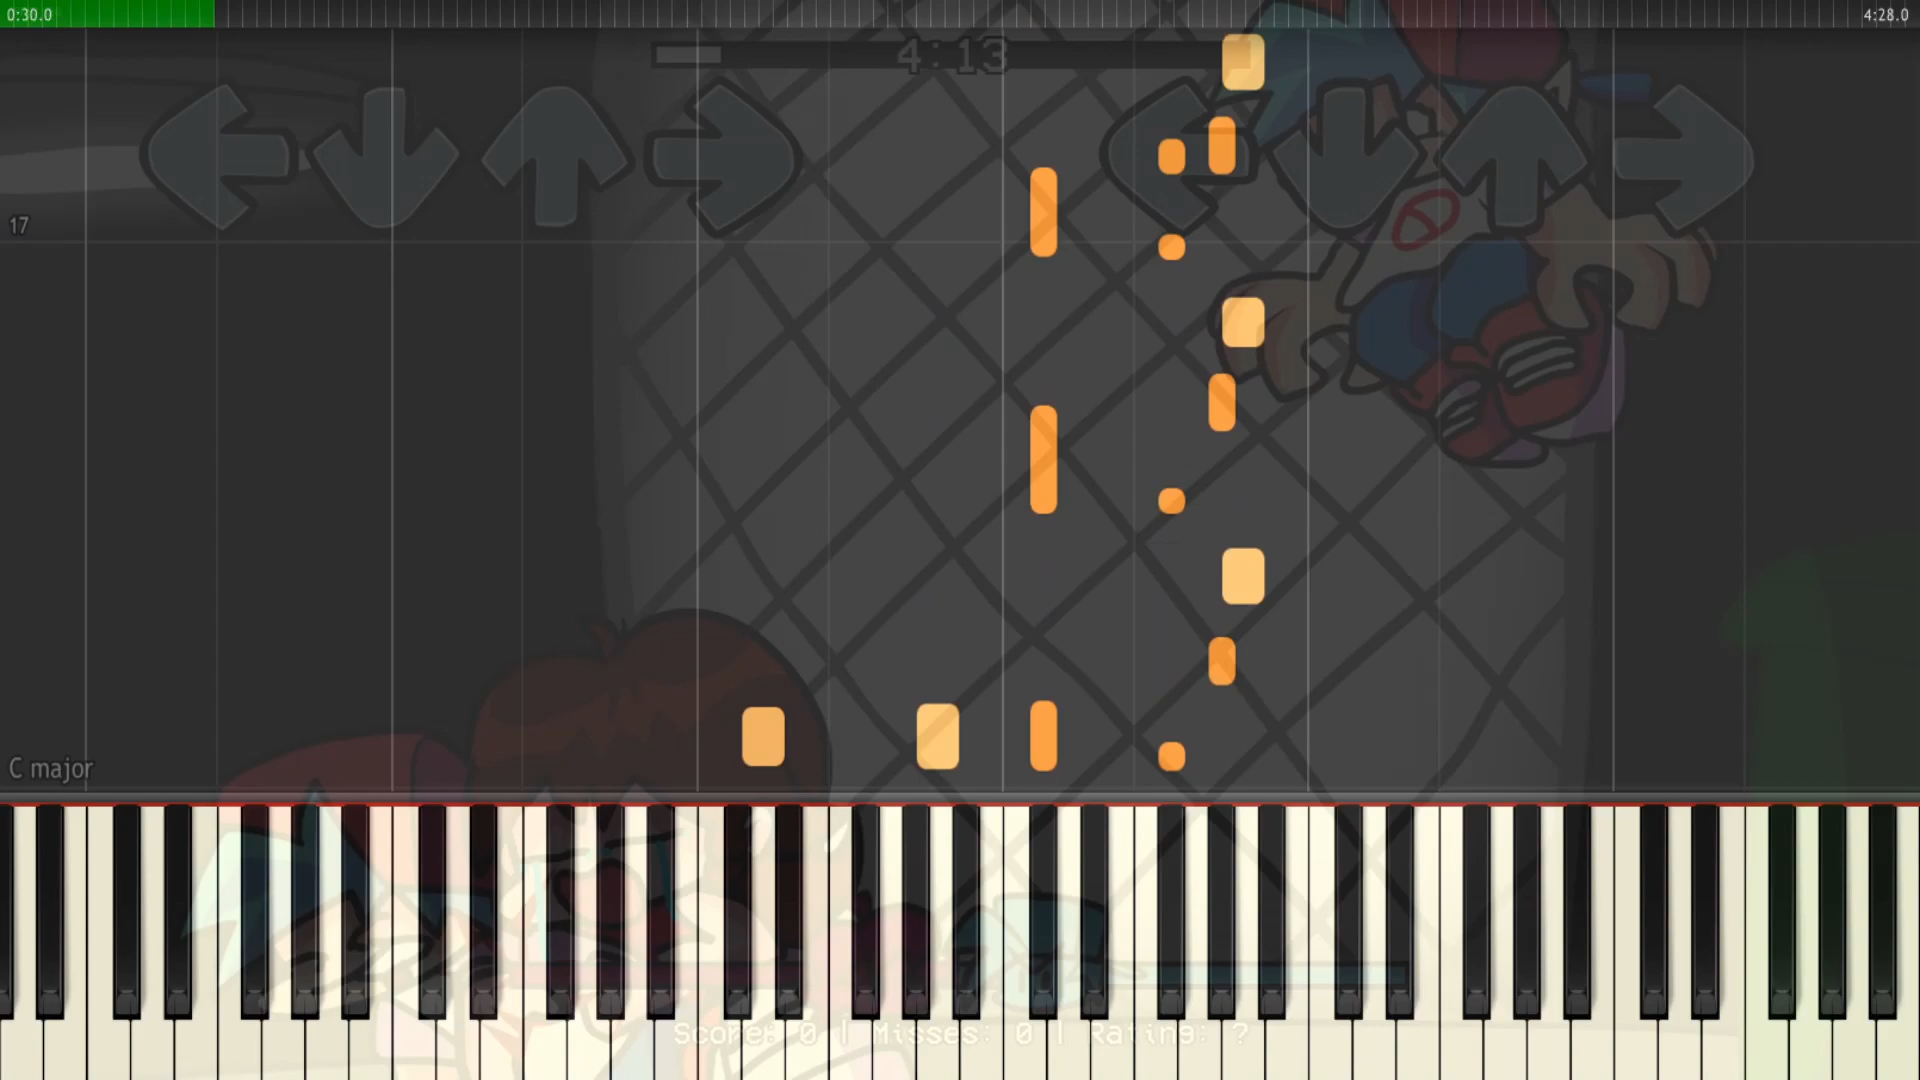 0:30.0
4:28.0
4:13
17
C major
Score: 0 | Misses: 0 | Rating: ?